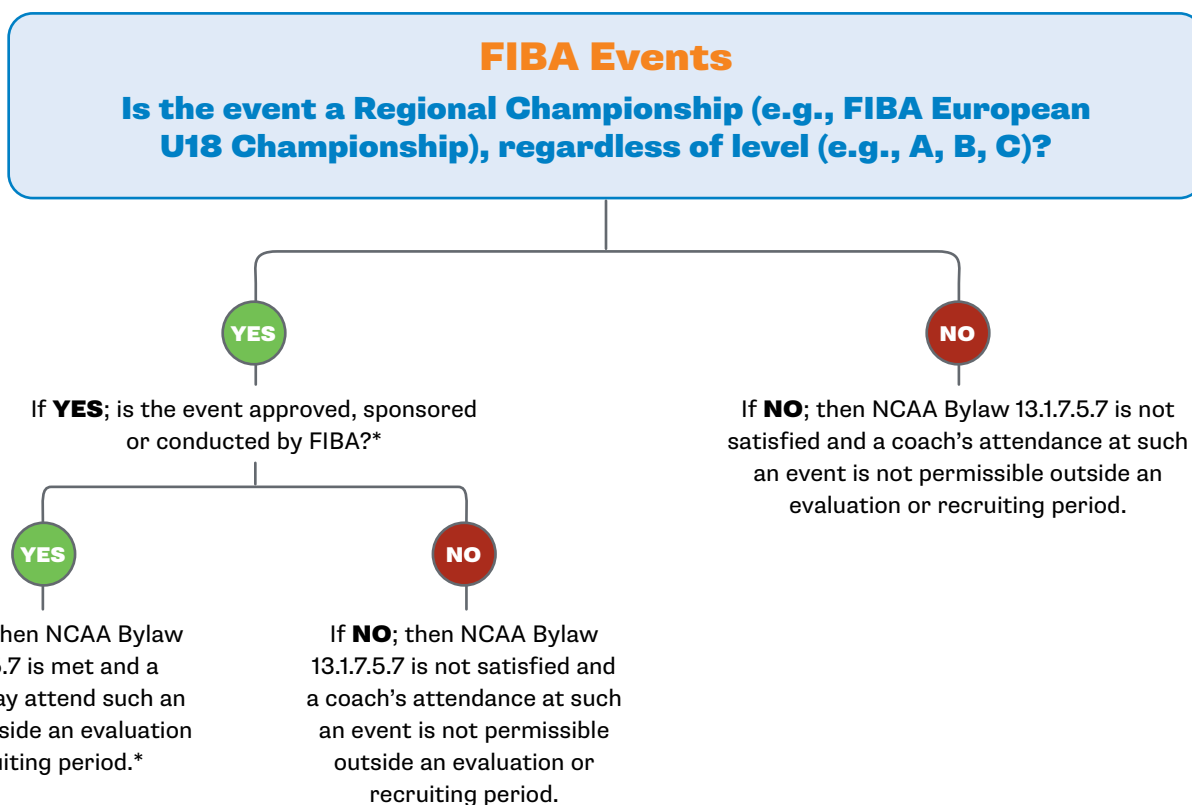 FIBA Events
Is the event a Regional Championship (e.g., FIBA European
U18 Championship), regardless of level (e.g., A, B, C)?
YES
NO
If YES; is the event approved, sponsored
or conducted by FIBA?*
If NO; then NCAA Bylaw 13.1.7.5.7 is not
satisfied and a coach’s attendance at such
an event is not permissible outside an
evaluation or recruiting period.
YES
NO
then NCAA Bylaw
.7 is met and a
attend such an
an evaluation
period.*
If NO; then NCAA Bylaw
13.1.7.5.7 is not satisfied and
a coach’s attendance at such
an event is not permissible
outside an evaluation or
recruiting period.